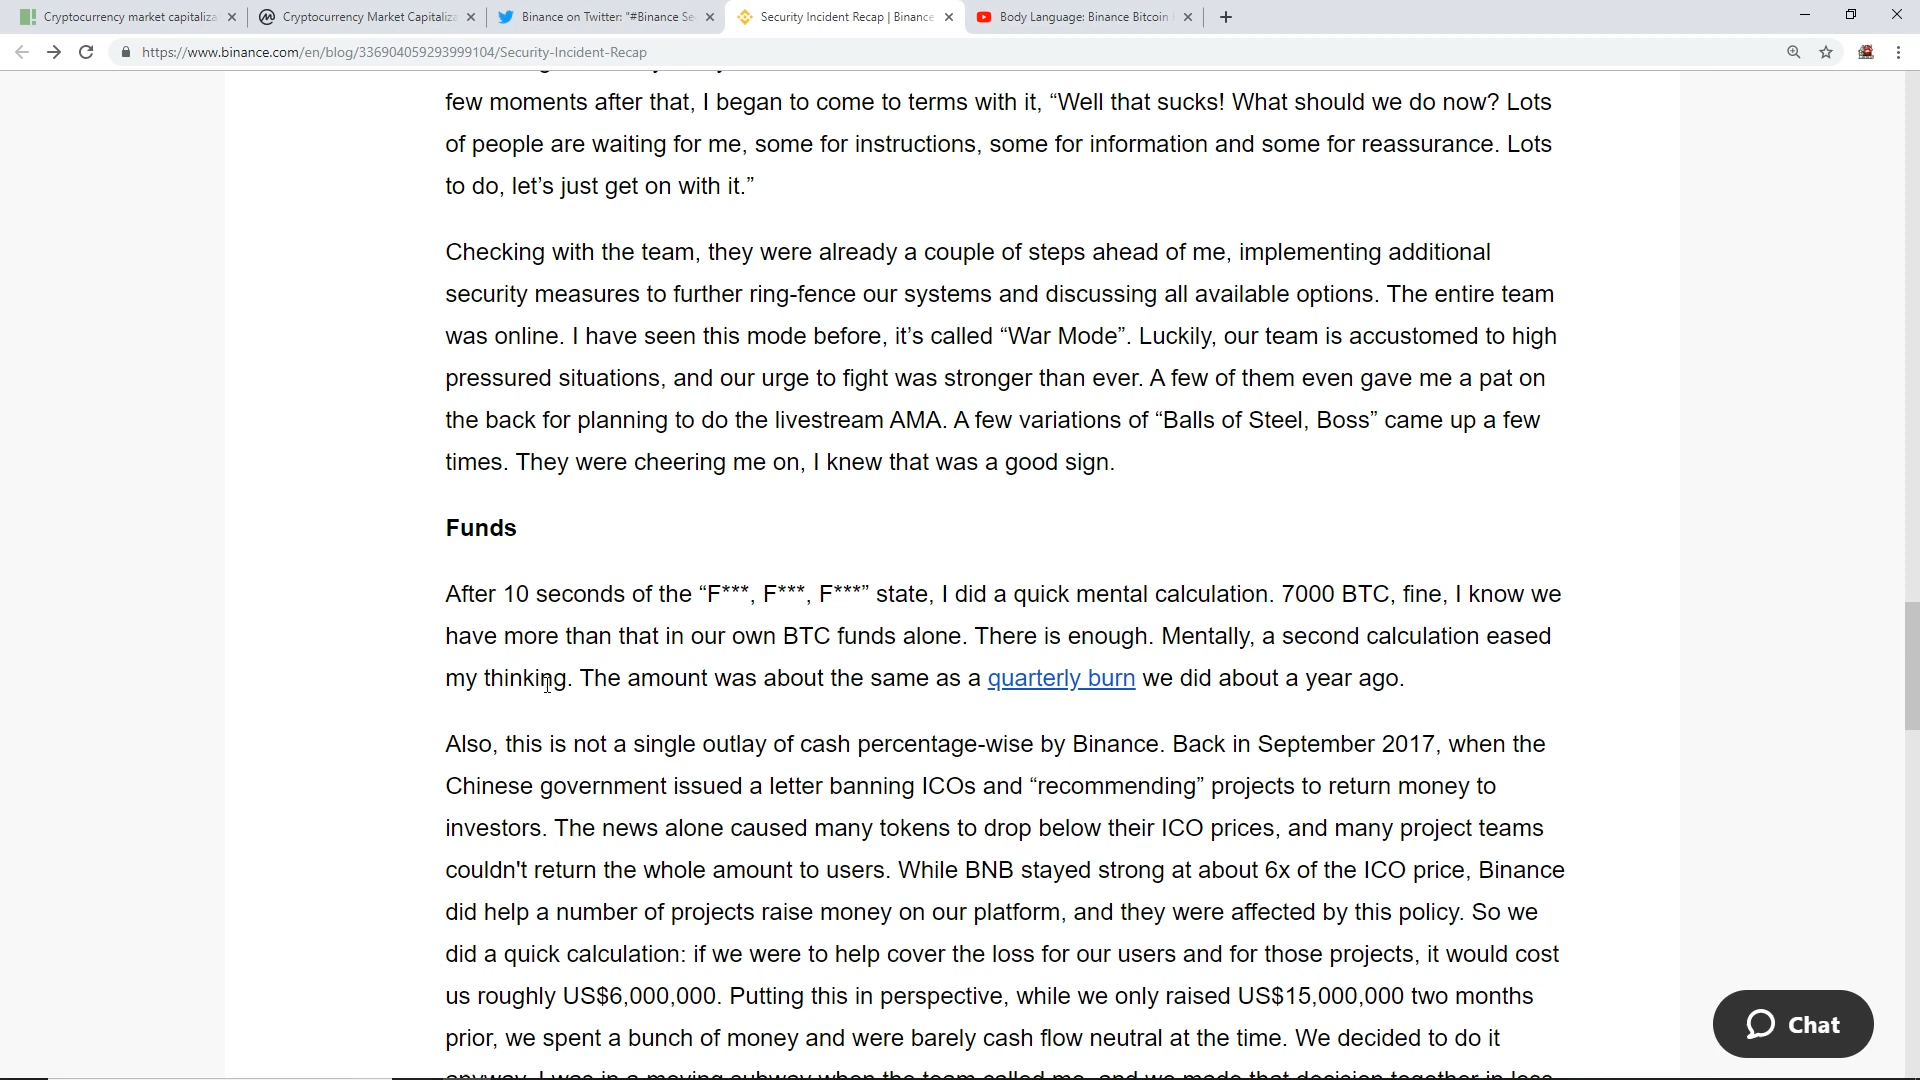 Cryptocurrency market capitaliza
Cryptocurrency Market Capitaliza
Binance on Twitter: "#Binance Se
Security Incident Recap | Binance
Body Language: Binance Bitcoin
https://www.binance.com/en/blog/336904059293999104/Security-Incident-Recap
few moments after that, I began to come to terms with it, “Well that sucks! What should we do now? Lots
of people are waiting for me, some for instructions, some for information and some for reassurance. Lots
to do, let’s just get on with it.”
Checking with the team, they were already a couple of steps ahead of me, implementing additional
security measures to further ring-fence our systems and discussing all available options. The entire team
was online. I have seen this mode before, it’s called “War Mode”. Luckily, our team is accustomed to high
pressured situations, and our urge to fight was stronger than ever. A few of them even gave me a pat on
the back for planning to do the livestream AMA. A few variations of “Balls of Steel, Boss” came up a few
times. They were cheering me on, I knew that was a good sign.
Funds
After 10 seconds of the “F***, F***, F***” state, I did a quick mental calculation. 7000 BTC, fine, I know we
have more than that in our own BTC funds alone. There is enough. Mentally, a second calculation eased
my thinking. The amount was about the same as a quarterly burn we did about a year ago.
Also, this is not a single outlay of cash percentage-wise by Binance. Back in September 2017, when the
Chinese government issued a letter banning ICOs and “recommending” projects to return money to
investors. The news alone caused many tokens to drop below their ICO prices, and many project teams
couldn't return the whole amount to users. While BNB stayed strong at about 6x of the ICO price, Binance
did help a number of projects raise money on our platform, and they were affected by this policy. So we
did a quick calculation: if we were to help cover the loss for our users and for those projects, it would cost
us roughly US$6,000,000. Putting this in perspective, while we only raised US$15,000,000 two months
prior, we spent a bunch of money and were barely cash flow neutral at the time. We decided to do it
anyway. I was in a moving subway when the team called me, and we made that decision together in less
Chat